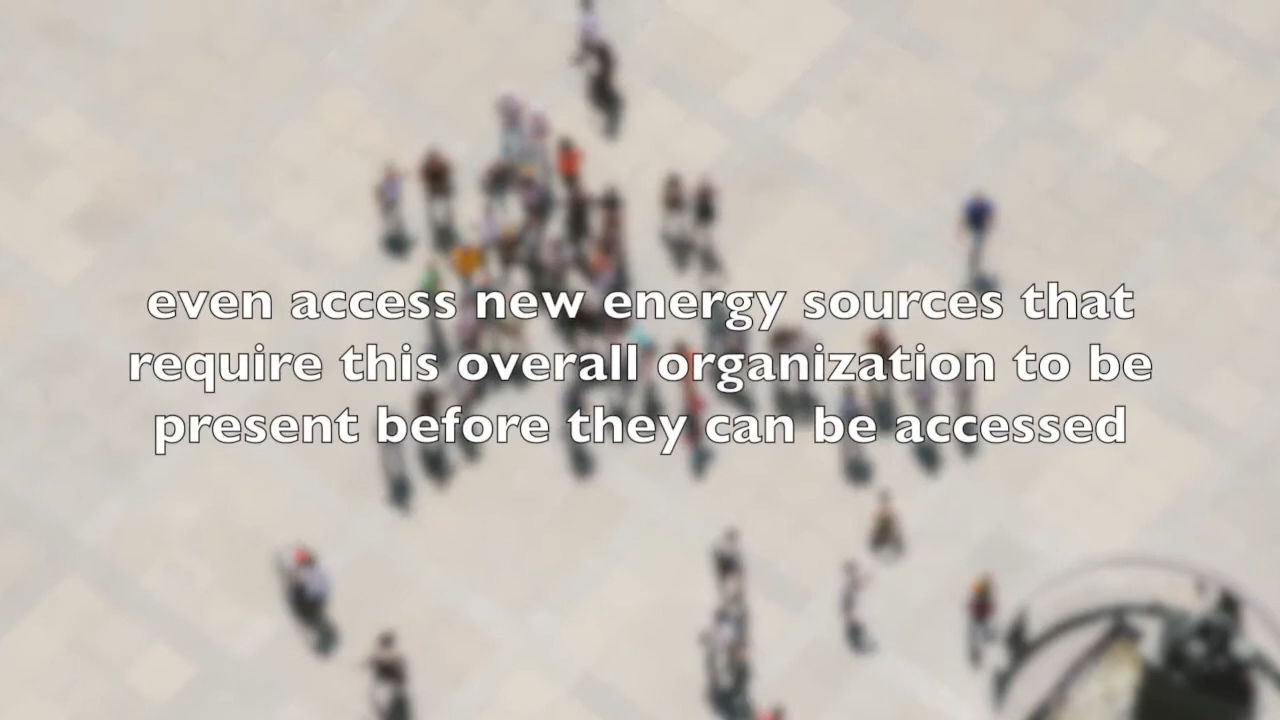 even access new energy sources that
require this overall organization to be
present before they can be accessed